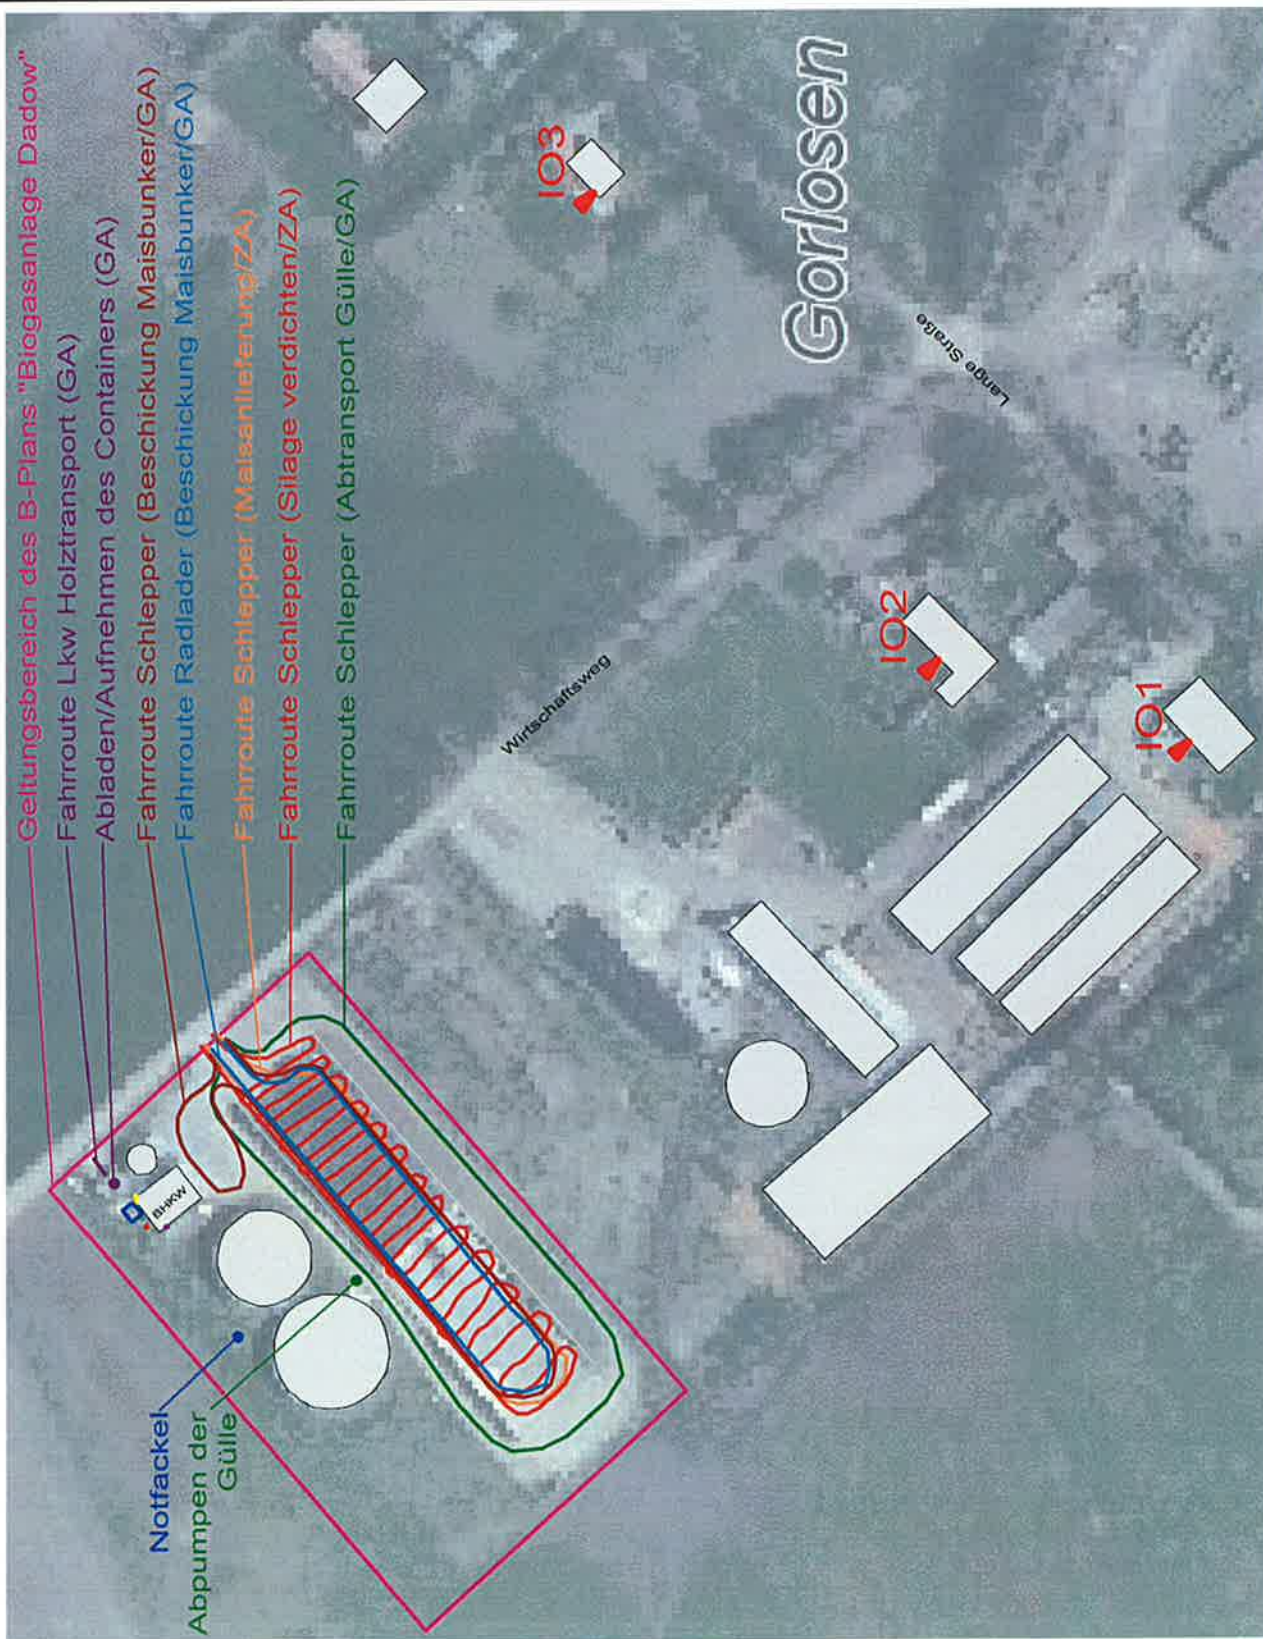 Geltungsbereich des B-Plans "Biogasanlage Dadow"
Fahrroute Lkw Holztransport (GA)
Abladen/Aufnehmen des Containers (GA)
Fahrroute Schlepper (Beschickung Maisbunker/GA)
Fahrroute Radlader (Beschickung Maisbunker/GA)
Fahrroute Schlepper (Maisanlieferung/ZA)
Fahrroute Schlepper (Silage verdichten/ZA)
Fahrroute Schlepper (Abtransport Gülle/GA)
Notfackel
Abpumpen der
Gülle
BHKW
Wirtschaftsweg
Lange Straße
Gorlosen
IO3
IO2
IO1